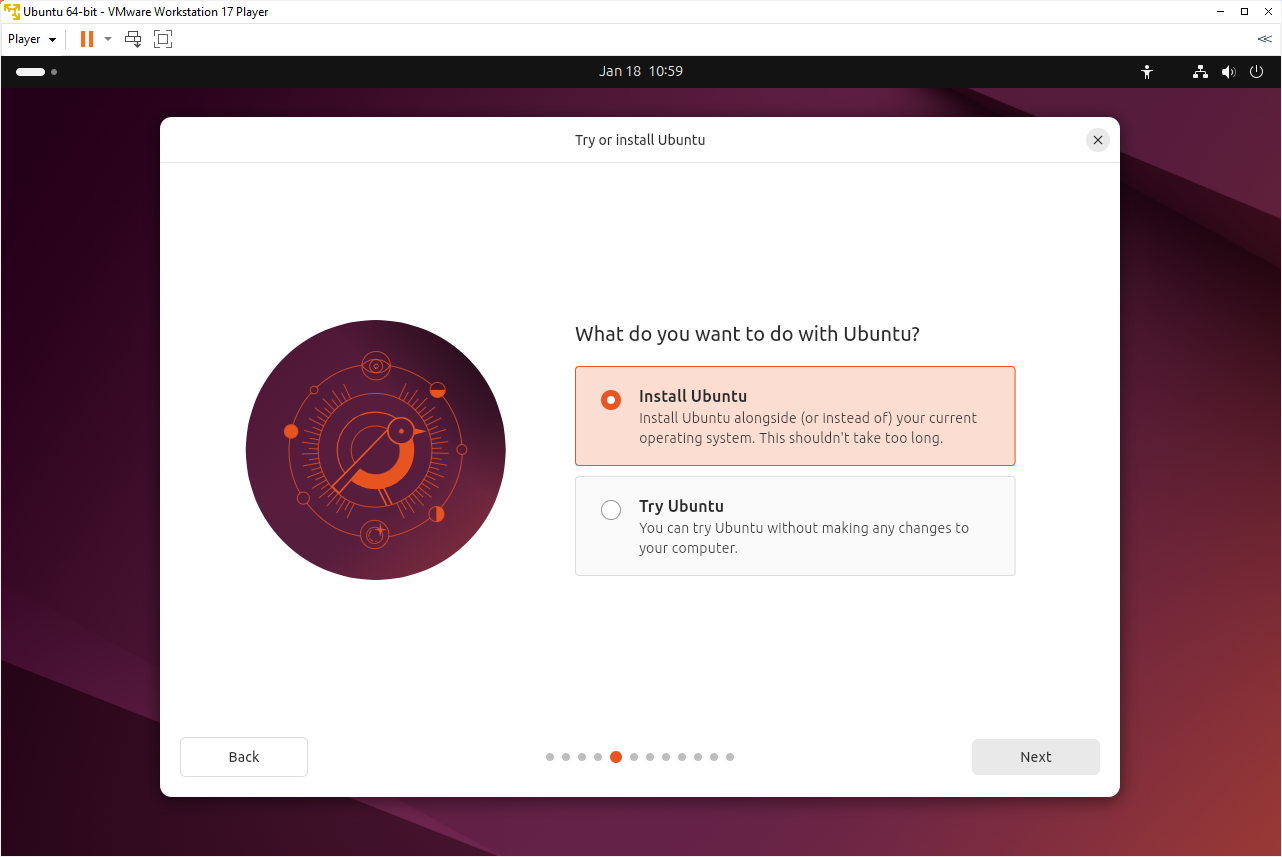 Ubuntu 64-bit - VMware Workstation 17 Player
Player
Jan 18 10:59
Try or install Ubuntu
What do you want to do with Ubuntu?
Install Ubuntu
Install Ubuntu alongside (or instead of) your current
operating system. This shouldn't take too long.
Try Ubuntu
You can try Ubuntu without making any changes to
your computer.
Back
Next